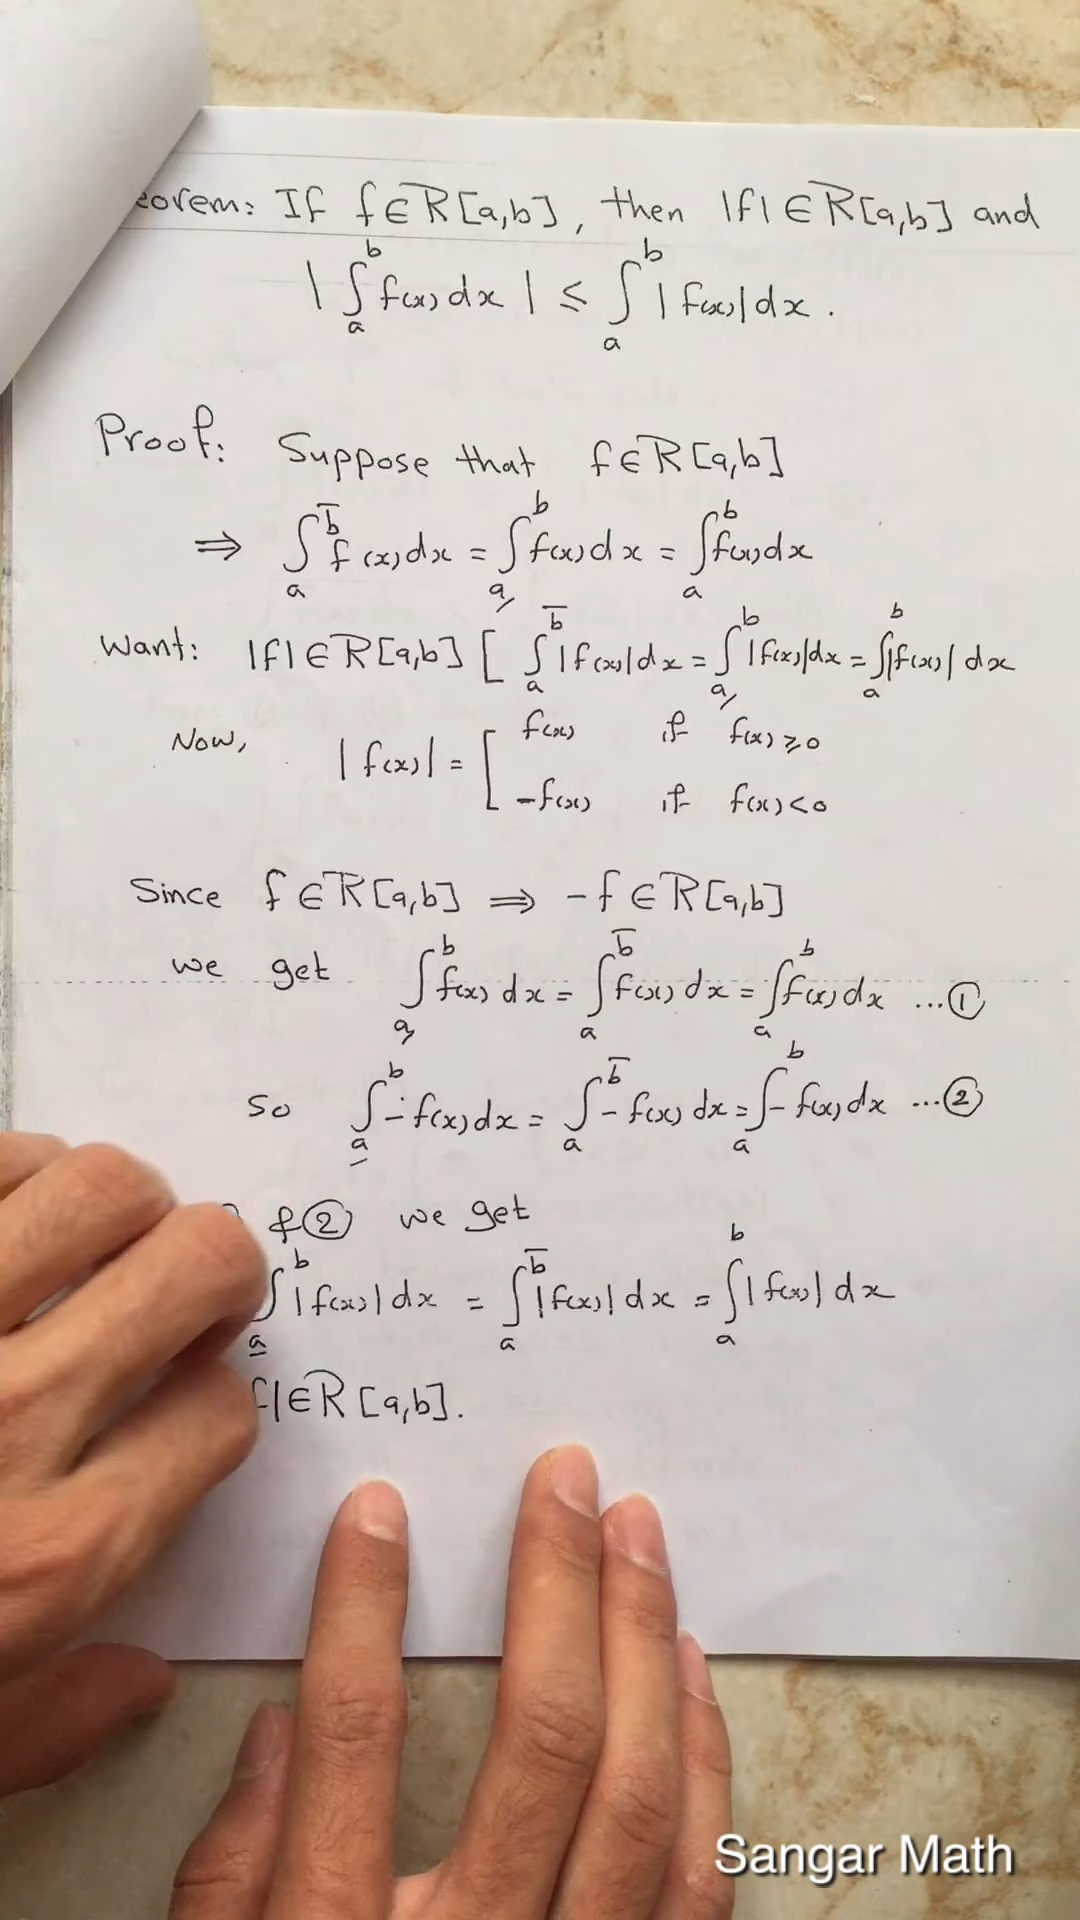 eorem: If f∈R[a,b], then |f|∈R[a,b] and
|∫_a^b f(x)dx| ≤ ∫_a^b |f(x)|dx.
Proof: Suppose that f∈R[a,b]
⇒ ∫_a^b̅ f(x)dx = ∫_a̲^b f(x)dx = ∫_a^b f(x)dx
Want: |f|∈R[a,b] [ ∫_a^b̅ |f(x)|dx = ∫_a̲^b |f(x)|dx = ∫_a^b |f(x)| dx
Now, |f(x)| = [ f(x) if f(x) ≥ 0
-f(x) if f(x) < 0
Since f∈R[a,b] ⇒ -f∈R[a,b]
we get ∫_a̲^b f(x) dx = ∫_a^b̅ f(x) dx = ∫_a^b f(x) dx ...①
So ∫_a̲^b -f(x)dx = ∫_a^b̅ -f(x) dx = ∫_a^b -f(x)dx ...②
& ② we get
∫_a̲^b |f(x)|dx = ∫_a^b̅ |f(x)|dx = ∫_a^b |f(x)| dx
f|∈R[a,b].
Sangar Math